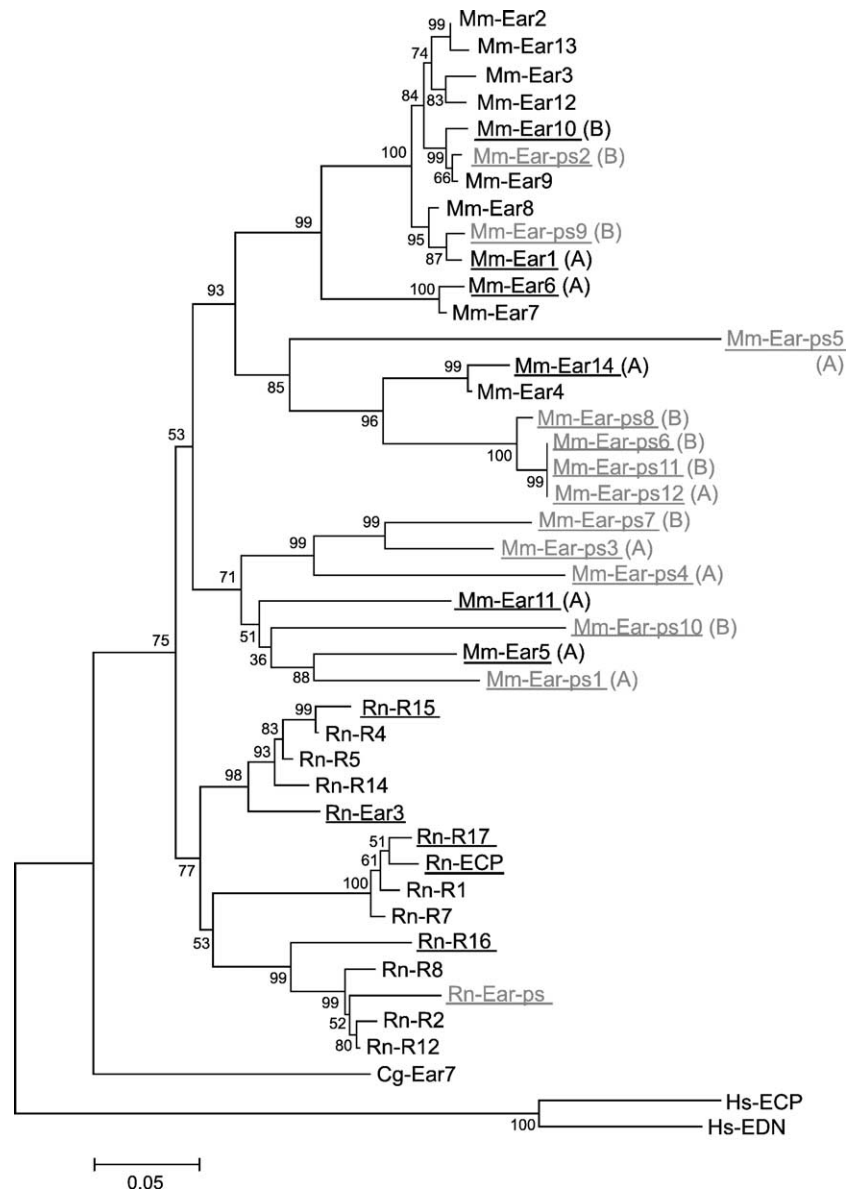 99 Mm-Ear2
Mm-Ear13
74
Mm-Ear3
84
83 Mm-Ear12
Mm-Ear10 (B)
100
99 Mm-Ear-ps2 (B)
66 Mm-Ear9
Mm-Ear8
99
95 Mm-Ear-ps9 (B)
87 Mm-Ear1 (A)
100 Mm-Ear6 (A)
93
Mm-Ear7
Mm-Ear-ps5
(A)
85
99 Mm-Ear14 (A)
Mm-Ear4
96
Mm-Ear-ps8 (B)
53
100 Mm-Ear-ps6 (B)
Mm-Ear-ps11 (B)
99 Mm-Ear-ps12 (A)
99 Mm-Ear-ps7 (B)
99 Mm-Ear-ps3 (A)
71
Mm-Ear-ps4 (A)
Mm-Ear11 (A)
51
Mm-Ear-ps10 (B)
75
36 Mm-Ear5 (A)
88 Mm-Ear-ps1 (A)
99 Rn-R15
83 Rn-R4
93 Rn-R5
98
Rn-R14
Rn-Ear3
51 Rn-R17
61 Rn-ECP
77
100 Rn-R1
Rn-R7
53
Rn-R16
99 Rn-R8
99 Rn-Ear-ps
52 Rn-R2
80 Rn-R12
Cg-Ear7
Hs-ECP
100 Hs-EDN
0.05